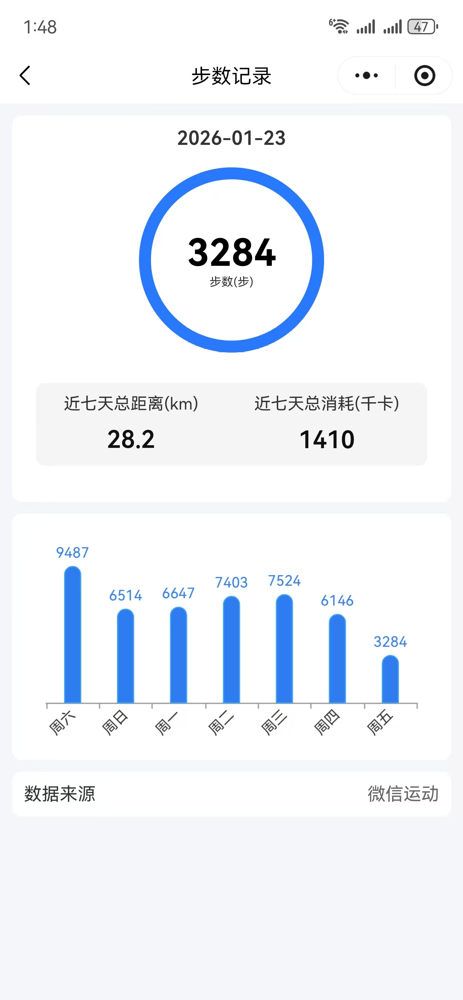 1:48
47
步数记录
2026-01-23
3284
步数(步)
近七天总距离(km) 近七天总消耗(千卡)
28.2 1410
9487
6514
6647
7403
7524
6146
3284
周六 周日 周一 周二 周三 周四 周五
数据来源 微信运动